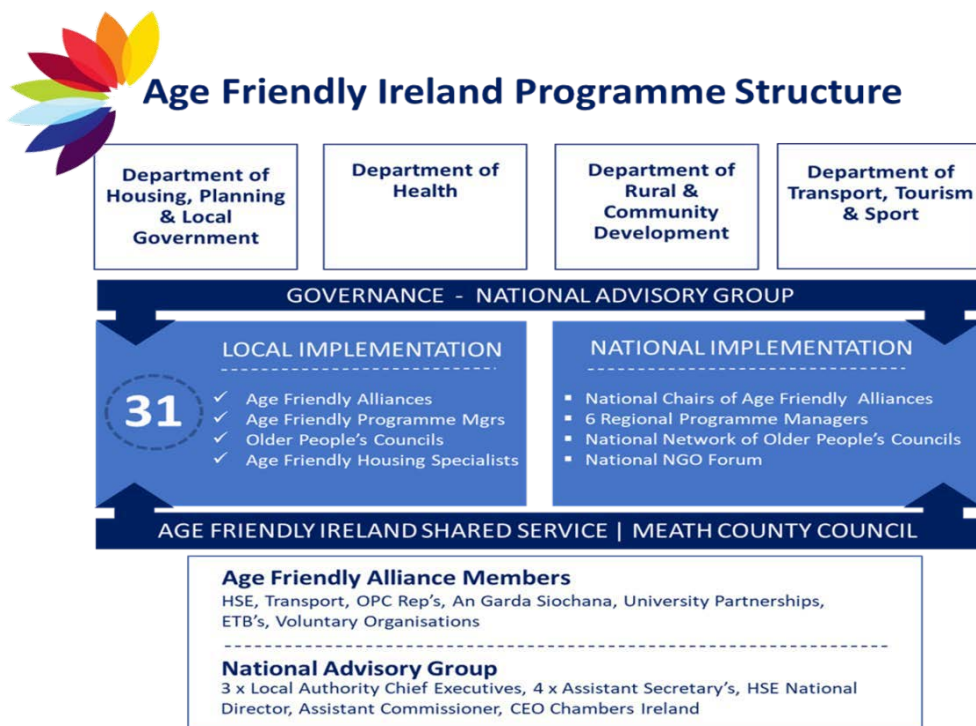 Age Friendly Ireland Programme Structure
Department of
Housing, Planning
& Local
Government
Department of
Health
Department of
Rural &
Community
Development
Department of
Transport, Tourism
& Sport
GOVERNANCE - NATIONAL ADVISORY GROUP
31
LOCAL IMPLEMENTATION
✓ Age Friendly Alliances
✓ Age Friendly Programme Mgrs
✓ Older People's Councils
✓ Age Friendly Housing Specialists
NATIONAL IMPLEMENTATION
▪ National Chairs of Age Friendly Alliances
▪ 6 Regional Programme Managers
▪ National Network of Older People's Councils
▪ National NGO Forum
AGE FRIENDLY IRELAND SHARED SERVICE | MEATH COUNTY COUNCIL
Age Friendly Alliance Members
HSE, Transport, OPC Rep's, An Garda Siochana, University Partnerships,
ETB's, Voluntary Organisations
National Advisory Group
3 x Local Authority Chief Executives, 4 x Assistant Secretary's, HSE National
Director, Assistant Commissioner, CEO Chambers Ireland